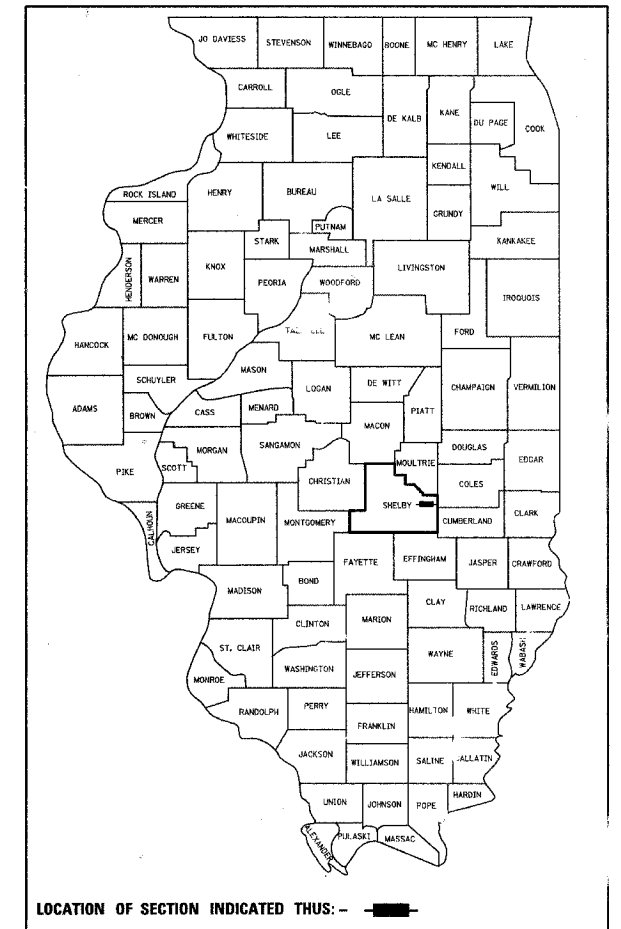 JO DAVIESS STEVENSON WINNEBAGO BOONE MC HENRY LAKE
CARROLL OGLE DE KALB KANE DU PAGE COOK
WHITESIDE LEE KENDALL WILL
ROCK ISLAND HENRY BUREAU LA SALLE GRUNDY
MERCER PUTNAM KANKAKEE
STARK MARSHALL
HENDERSON WARREN KNOX PEORIA WOODFORD LIVINGSTON IROQUOIS
HANCOCK MC DONOUGH FULTON MC LEAN FORD
MASON
SCHUYLER LOGAN DE WITT CHAMPAIGN VERMILION
ADAMS BROWN CASS MENARD PIATT
MACON
PIKE SCOTT MORGAN SANGAMON MOULTRIE DOUGLAS EDGAR
CHRISTIAN COLES
CALHOUN GREENE MACOUPIN MONTGOMERY SHELBY CUMBERLAND CLARK
JERSEY
FAYETTE EFFINGHAM JASPER CRAWFORD
MADISON BOND
CLAY RICHLAND LAWRENCE
CLINTON MARION
ST. CLAIR WAYNE EDWARDS WABASH
WASHINGTON JEFFERSON
MONROE
RANDOLPH PERRY HAMILTON WHITE
FRANKLIN
JACKSON WILLIAMSON SALINE ALLATIN
HARDIN
UNION JOHNSON POPE
ALEXANDER PULASKI MASSAC
LOCATION OF SECTION INDICATED THUS: –